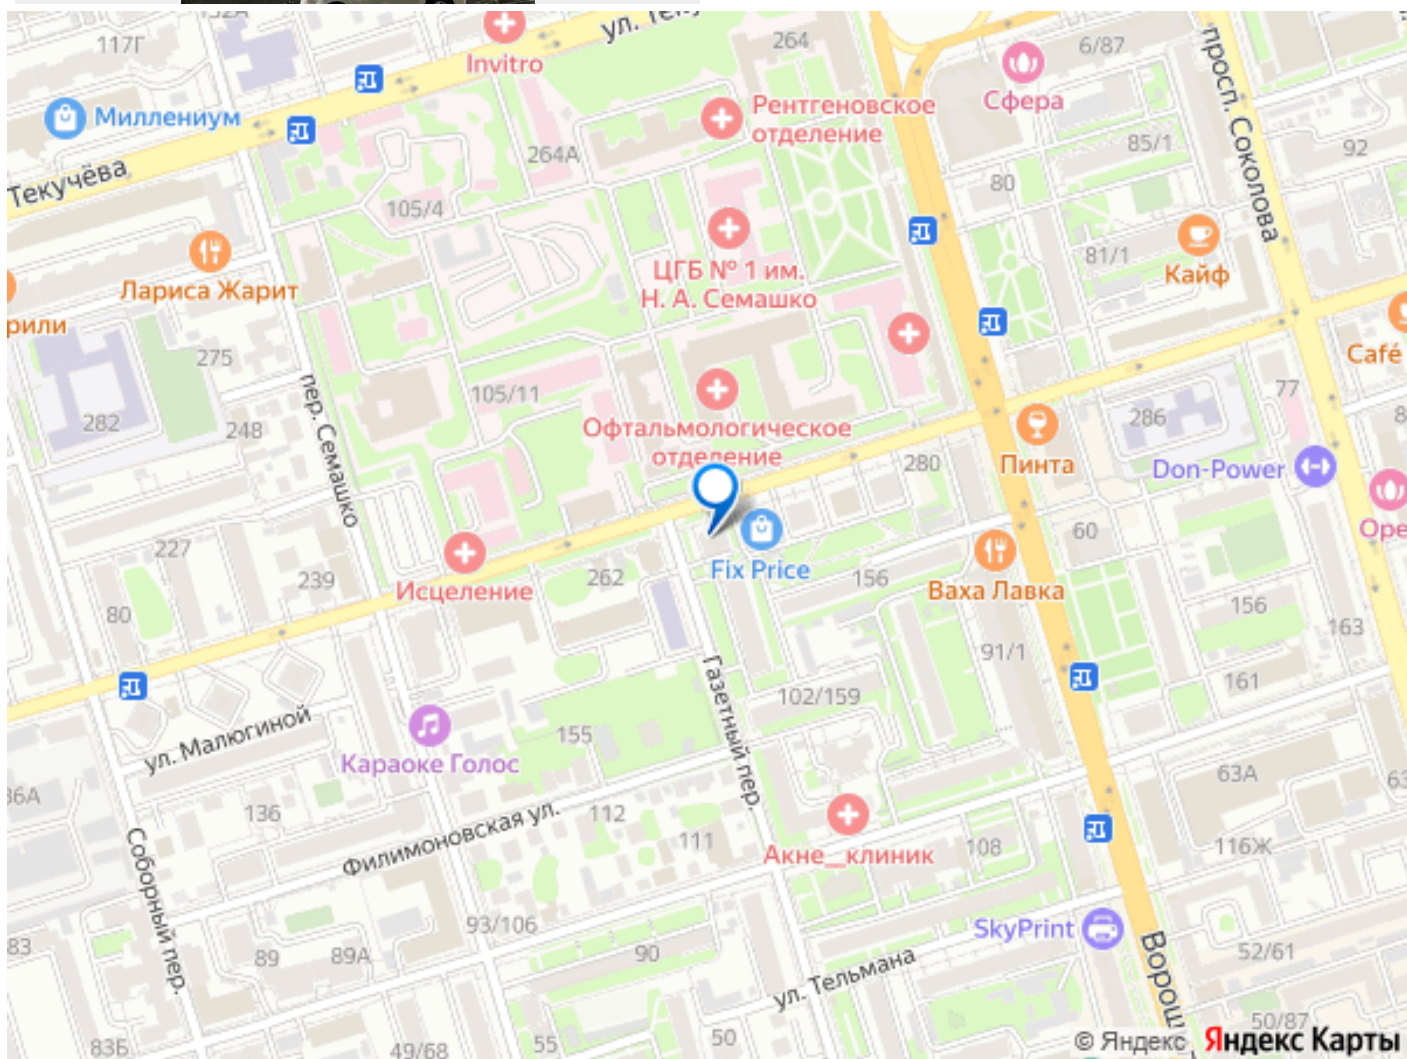 117Г
Invitro
264
6/87
просп. Соколова
Сфера
Миллениум
Рентгеновское
отделение
264А
85/1
92
Текучёва
80
105/4
ЦГБ № 1 им.
Н. А. Семашко
81/1
Кайф
Лариса Жарит
рили
275
пер. Семашко
105/11
Café
77
282
248
Офтальмологическое
отделение
280
Пинта
286
Don-Power
227
239
Исцеление
262
Fix Price
156
Ваха Лавка
60
80
156
163
91/1
Газетный пер.
102/159
161
ул. Малюгиной
155
Караоке Голос
63А
136
Филимоновская ул.
112
111
Акне_клиник
108
116Ж
Соборный пер.
93/106
SkyPrint
Ворош
83
89
89А
90
ул. Тельмана
52/61
83Б
49/68
55
50
50/87
© Яндекс Яндекс Карты